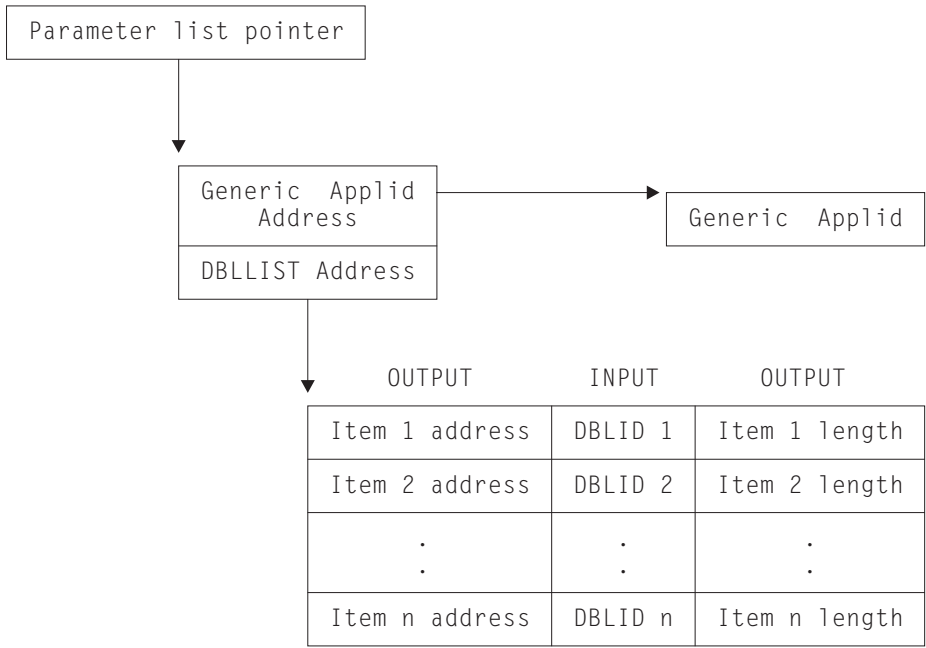 Parameter list pointer
Generic Applid
Address
Generic Applid
DBLLIST Address
OUTPUT INPUT OUTPUT
Item 1 address DBLID 1 Item 1 length
Item 2 address DBLID 2 Item 2 length
. . .
. . .
Item n address DBLID n Item n length